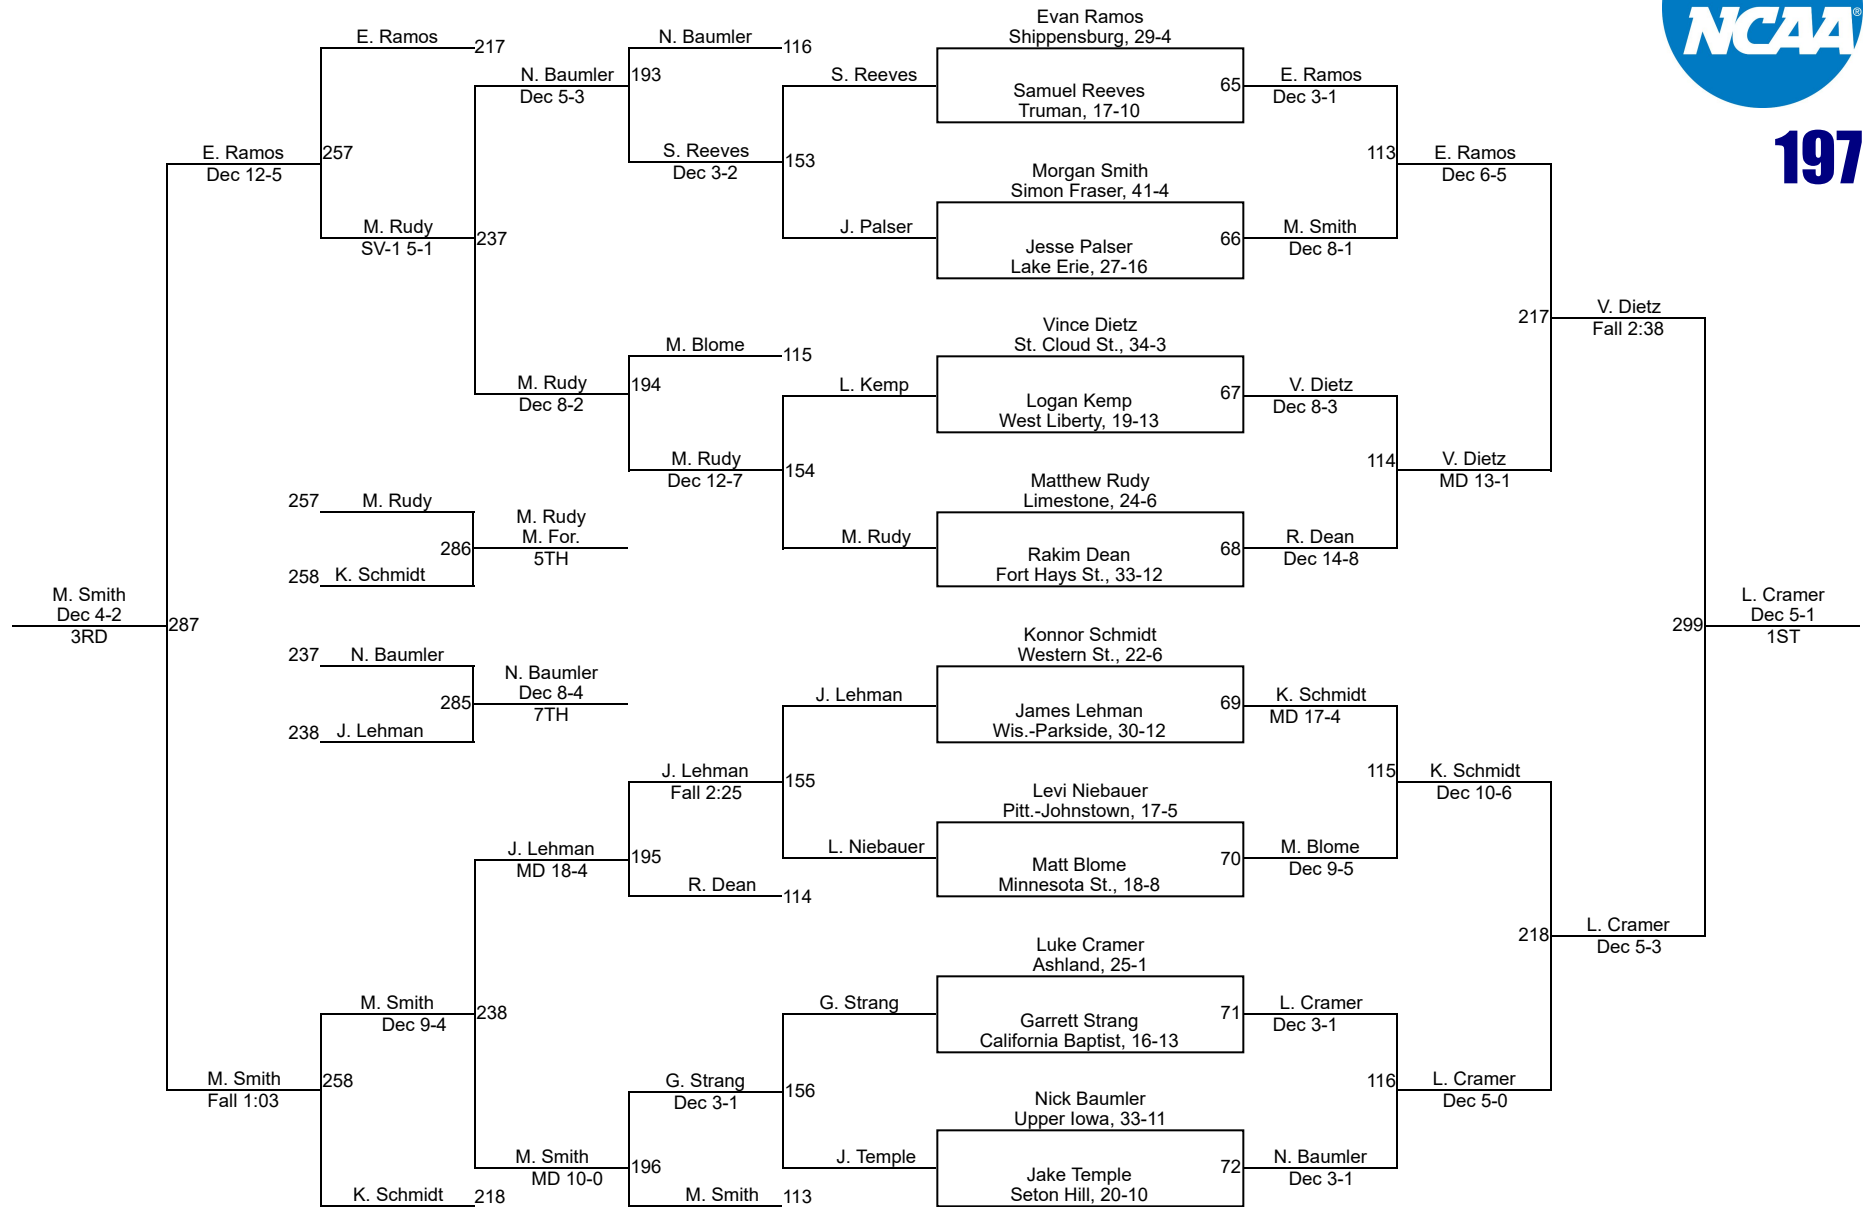 NCAA®
197
Evan Ramos
Shippensburg, 29-4
Samuel Reeves
Truman, 17-10
65
Morgan Smith
Simon Fraser, 41-4
Jesse Palser
Lake Erie, 27-16
66
Vince Dietz
St. Cloud St., 34-3
Logan Kemp
West Liberty, 19-13
67
Matthew Rudy
Limestone, 24-6
Rakim Dean
Fort Hays St., 33-12
68
Konnor Schmidt
Western St., 22-6
James Lehman
Wis.-Parkside, 30-12
69
Levi Niebauer
Pitt.-Johnstown, 17-5
Matt Blome
Minnesota St., 18-8
70
Luke Cramer
Ashland, 25-1
Garrett Strang
California Baptist, 16-13
71
Nick Baumler
Upper Iowa, 33-11
Jake Temple
Seton Hill, 20-10
72
E. Ramos
Dec 3-1
M. Smith
Dec 8-1
V. Dietz
Dec 8-3
R. Dean
Dec 14-8
K. Schmidt
MD 17-4
M. Blome
Dec 9-5
L. Cramer
Dec 3-1
N. Baumler
Dec 3-1
113
E. Ramos
Dec 6-5
114
V. Dietz
MD 13-1
115
K. Schmidt
Dec 10-6
116
L. Cramer
Dec 5-0
217
V. Dietz
Fall 2:38
218
L. Cramer
Dec 5-3
299
L. Cramer
Dec 5-1
1ST
S. Reeves
J. Palser
L. Kemp
M. Rudy
J. Lehman
L. Niebauer
G. Strang
J. Temple
N. Baumler
116
S. Reeves
Dec 3-2
153
M. Blome
115
M. Rudy
Dec 12-7
154
J. Lehman
Fall 2:25
155
R. Dean
114
G. Strang
Dec 3-1
156
M. Smith
113
N. Baumler
Dec 5-3
193
M. Rudy
Dec 8-2
194
J. Lehman
MD 18-4
195
M. Smith
MD 10-0
196
E. Ramos
217
M. Rudy
SV-1 5-1
237
M. Smith
Dec 9-4
238
K. Schmidt
218
E. Ramos
Dec 12-5
257
M. Smith
Fall 1:03
258
257
M. Rudy
258
K. Schmidt
286
M. Rudy
M. For.
5TH
237
N. Baumler
238
J. Lehman
285
N. Baumler
Dec 8-4
7TH
M. Smith
Dec 4-2
3RD
287